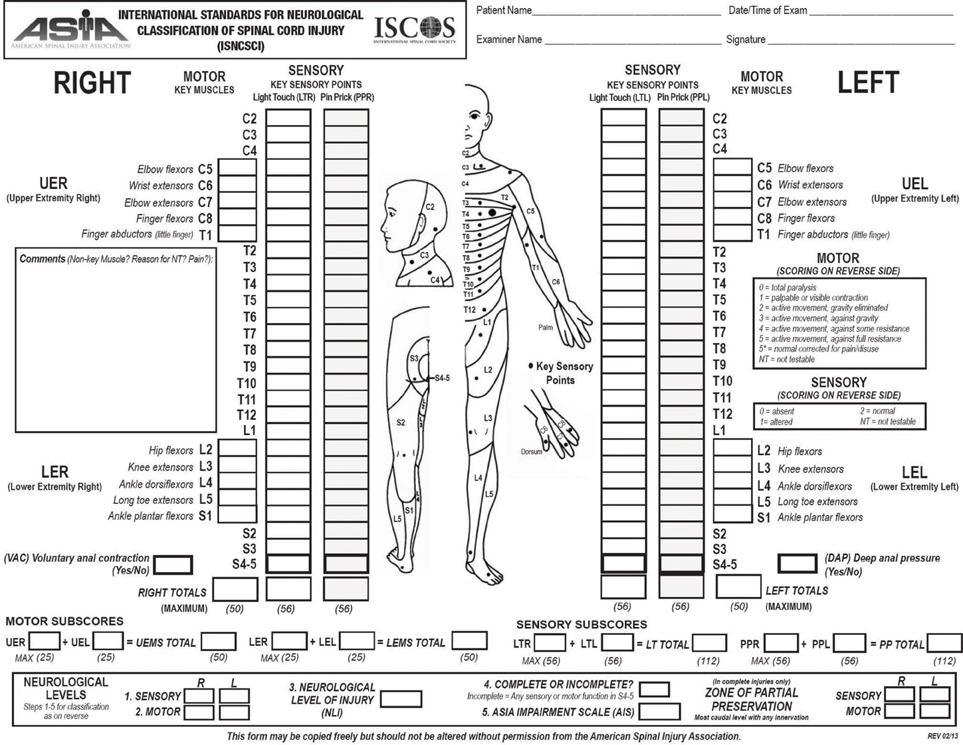 ASIA
AMERICAN SPINAL INJURY ASSOCIATION
INTERNATIONAL STANDARDS FOR NEUROLOGICAL
CLASSIFICATION OF SPINAL CORD INJURY
(ISNCSCI)
ISCOS
INTERNATIONAL SPINAL CORD SOCIETY
Patient Name Date/Time of Exam
Examiner Name Signature
RIGHT
MOTOR
KEY MUSCLES
SENSORY
KEY SENSORY POINTS
Light Touch (LTR) Pin Prick (PPR)
C2
C3
C4
UER
(Upper Extremity Right)
Elbow flexors C5
Wrist extensors C6
Elbow extensors C7
Finger flexors C8
Finger abductors (little finger) T1
Comments (Non-key Muscle? Reason for NT? Pain?):
T2
T3
T4
T5
T6
T7
T8
T9
T10
T11
T12
L1
LER
(Lower Extremity Right)
Hip flexors L2
Knee extensors L3
Ankle dorsiflexors L4
Long toe extensors L5
Ankle plantar flexors S1
S2
S3
S4-5
(VAC) Voluntary anal contraction
(Yes/No)
RIGHT TOTALS
(MAXIMUM) (50) (56) (56)
C2
C3
C4
S3
S4-5
S2
L5
S1
C2
C3
C4
T2
T3
T4
T5
T6
T7
T8
T9
T10
T11
T12
C5
T1
C6
L1
L2
L3
L4
L5
Palm
Dorsum
• Key Sensory
Points
SENSORY
KEY SENSORY POINTS
Light Touch (LTL) Pin Prick (PPL)
MOTOR
KEY MUSCLES
LEFT
C2
C3
C4
C5 Elbow flexors
C6 Wrist extensors
C7 Elbow extensors
C8 Finger flexors
T1 Finger abductors (little finger)
UEL
(Upper Extremity Left)
T2
T3
T4
T5
T6
T7
T8
T9
T10
T11
T12
L1
MOTOR
(SCORING ON REVERSE SIDE)
0 = total paralysis
1 = palpable or visible contraction
2 = active movement, gravity eliminated
3 = active movement, against gravity
4 = active movement, against some resistance
5 = active movement, against full resistance
5* = normal corrected for pain/disuse
NT = not testable
SENSORY
(SCORING ON REVERSE SIDE)
0 = absent 2 = normal
1= altered NT = not testable
L2 Hip flexors
L3 Knee extensors
L4 Ankle dorsiflexors
L5 Long toe extensors
S1 Ankle plantar flexors
LEL
(Lower Extremity Left)
S2
S3
S4-5
(DAP) Deep anal pressure
(Yes/No)
LEFT TOTALS
(56) (56) (50) (MAXIMUM)
MOTOR SUBSCORES
UER + UEL = UEMS TOTAL LER + LEL = LEMS TOTAL
MAX (25) (25) (50) MAX (25) (25) (50)
SENSORY SUBSCORES
LTR + LTL = LT TOTAL PPR + PPL = PP TOTAL
MAX (56) (56) (112) MAX (56) (56) (112)
NEUROLOGICAL
LEVELS
Steps 1-5 for classification
as on reverse
R L
1. SENSORY
2. MOTOR
3. NEUROLOGICAL
LEVEL OF INJURY
(NLI)
4. COMPLETE OR INCOMPLETE?
Incomplete = Any sensory or motor function in S4-5
5. ASIA IMPAIRMENT SCALE (AIS)
(In complete injuries only)
ZONE OF PARTIAL
PRESERVATION
Most caudal level with any innervation
R L
SENSORY
MOTOR
This form may be copied freely but should not be altered without permission from the American Spinal Injury Association.
REV 02/13